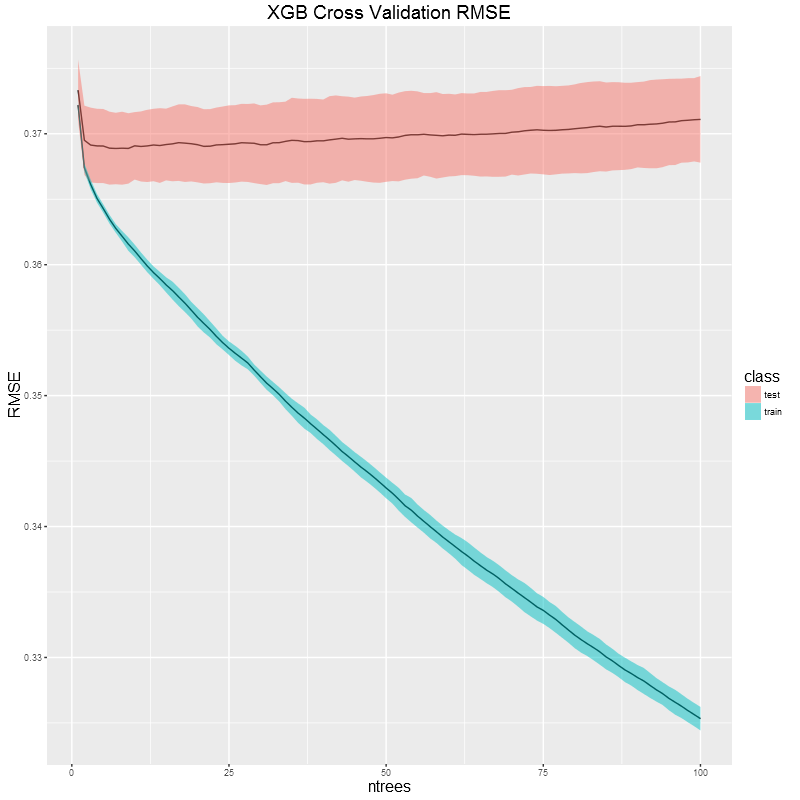 XGB Cross Validation RMSE
RMSE
0.37
0.36
0.35
0.34
0.33
0 25 50 75 100
ntrees
class
test
train